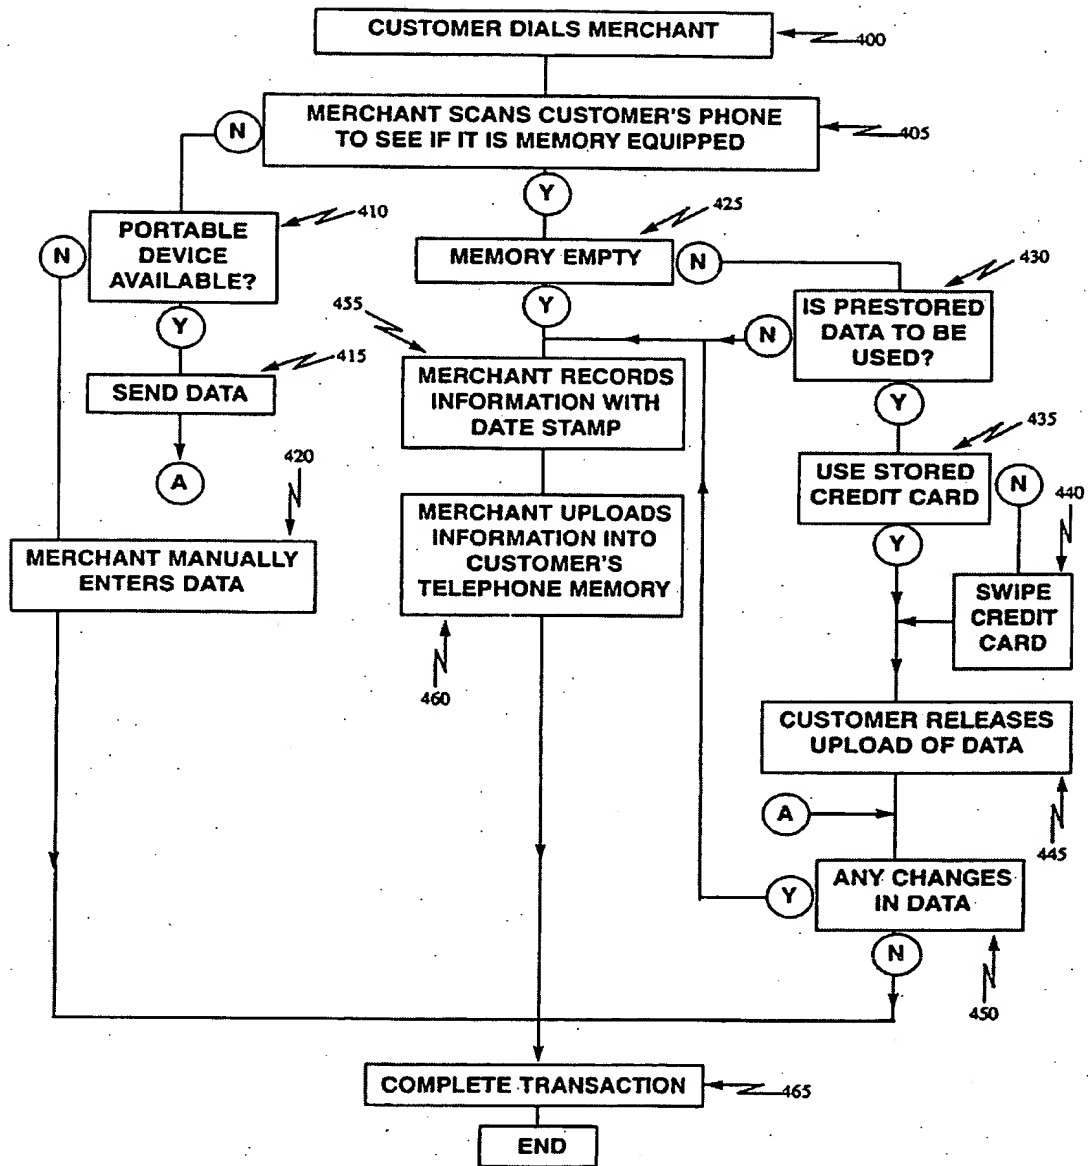 CUSTOMER DIALS MERCHANT
400
MERCHANT SCANS CUSTOMER'S PHONE
TO SEE IF IT IS MEMORY EQUIPPED
405
N
Y
410
PORTABLE
DEVICE
AVAILABLE?
N
Y
415
SEND DATA
A
420
MERCHANT MANUALLY
ENTERS DATA
425
MEMORY EMPTY
N
Y
455
MERCHANT RECORDS
INFORMATION WITH
DATE STAMP
MERCHANT UPLOADS
INFORMATION INTO
CUSTOMER'S
TELEPHONE MEMORY
460
430
IS PRESTORED
DATA TO BE
USED?
N
Y
435
USE STORED
CREDIT CARD
N
Y
440
SWIPE
CREDIT
CARD
CUSTOMER RELEASES
UPLOAD OF DATA
445
A
ANY CHANGES
IN DATA
Y
N
450
COMPLETE TRANSACTION
465
END